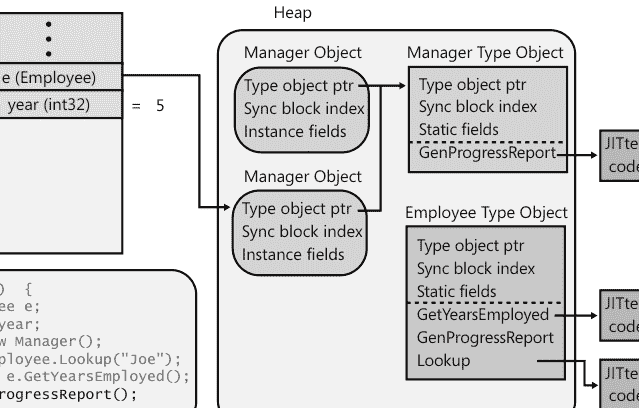 Heap
e (Employee)
year (int32)
= 5
Manager Object
Type object ptr
Sync block index
Instance fields
Manager Object
Type object ptr
Sync block index
Instance fields
Manager Type Object
Type object ptr
Sync block index
Static fields
GenProgressReport
JITte
code
Employee Type Object
Type object ptr
Sync block index
Static fields
GetYearsEmployed
GenProgressReport
Lookup
JITte
code
JITte
code
) {
ee e;
year;
w Manager();
ployee.Lookup("Joe");
e.GetYearsEmployed();
rogressReport();